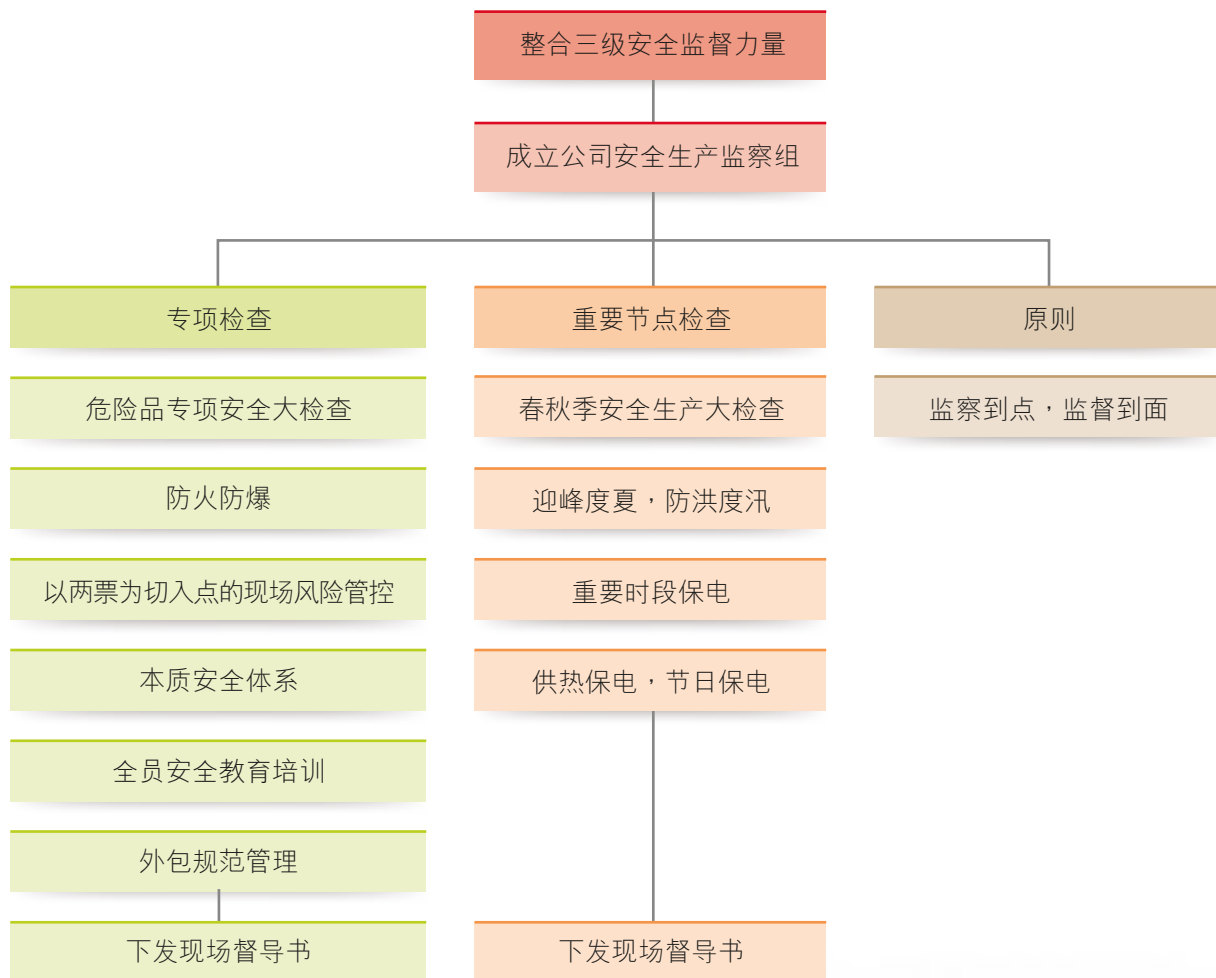 整合三级安全监督力量
成立公司安全生产监察组
专项检查
危险品专项安全大检查
防火防爆
以两票为切入点的现场风险管控
本质安全体系
全员安全教育培训
外包规范管理
下发现场督导书
重要节点检查
春秋季安全生产大检查
迎峰度夏，防洪度汛
重要时段保电
供热保电，节日保电
下发现场督导书
原则
监察到点，监督到面